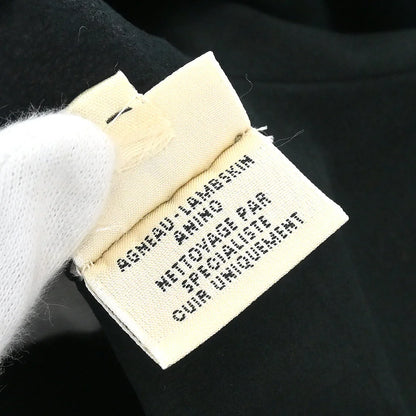 AGNEAU-LAMBSKIN
ANINO
NETTOYAGE PAR
SPECIALISTE
CUIR UNIQUEMENT